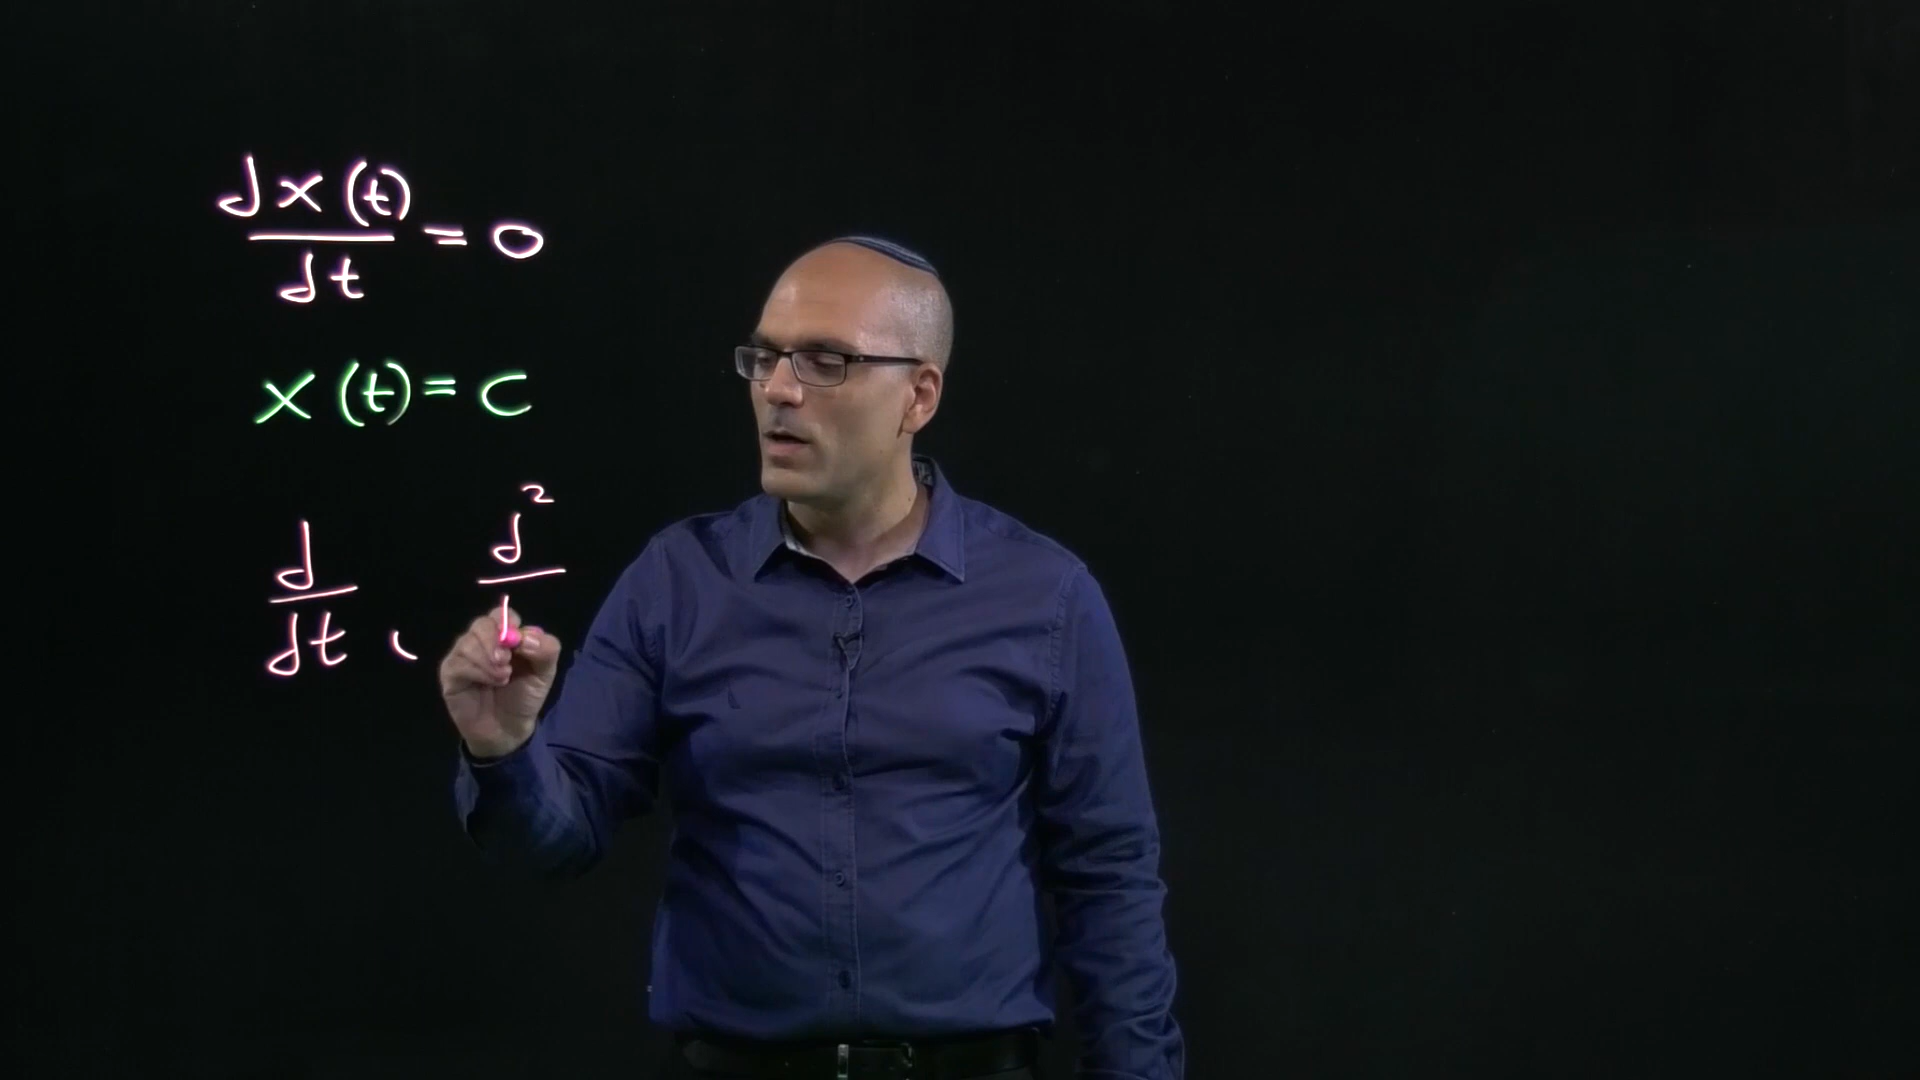 dx(t)/dt = 0
x(t) = c
d/dt, d²/